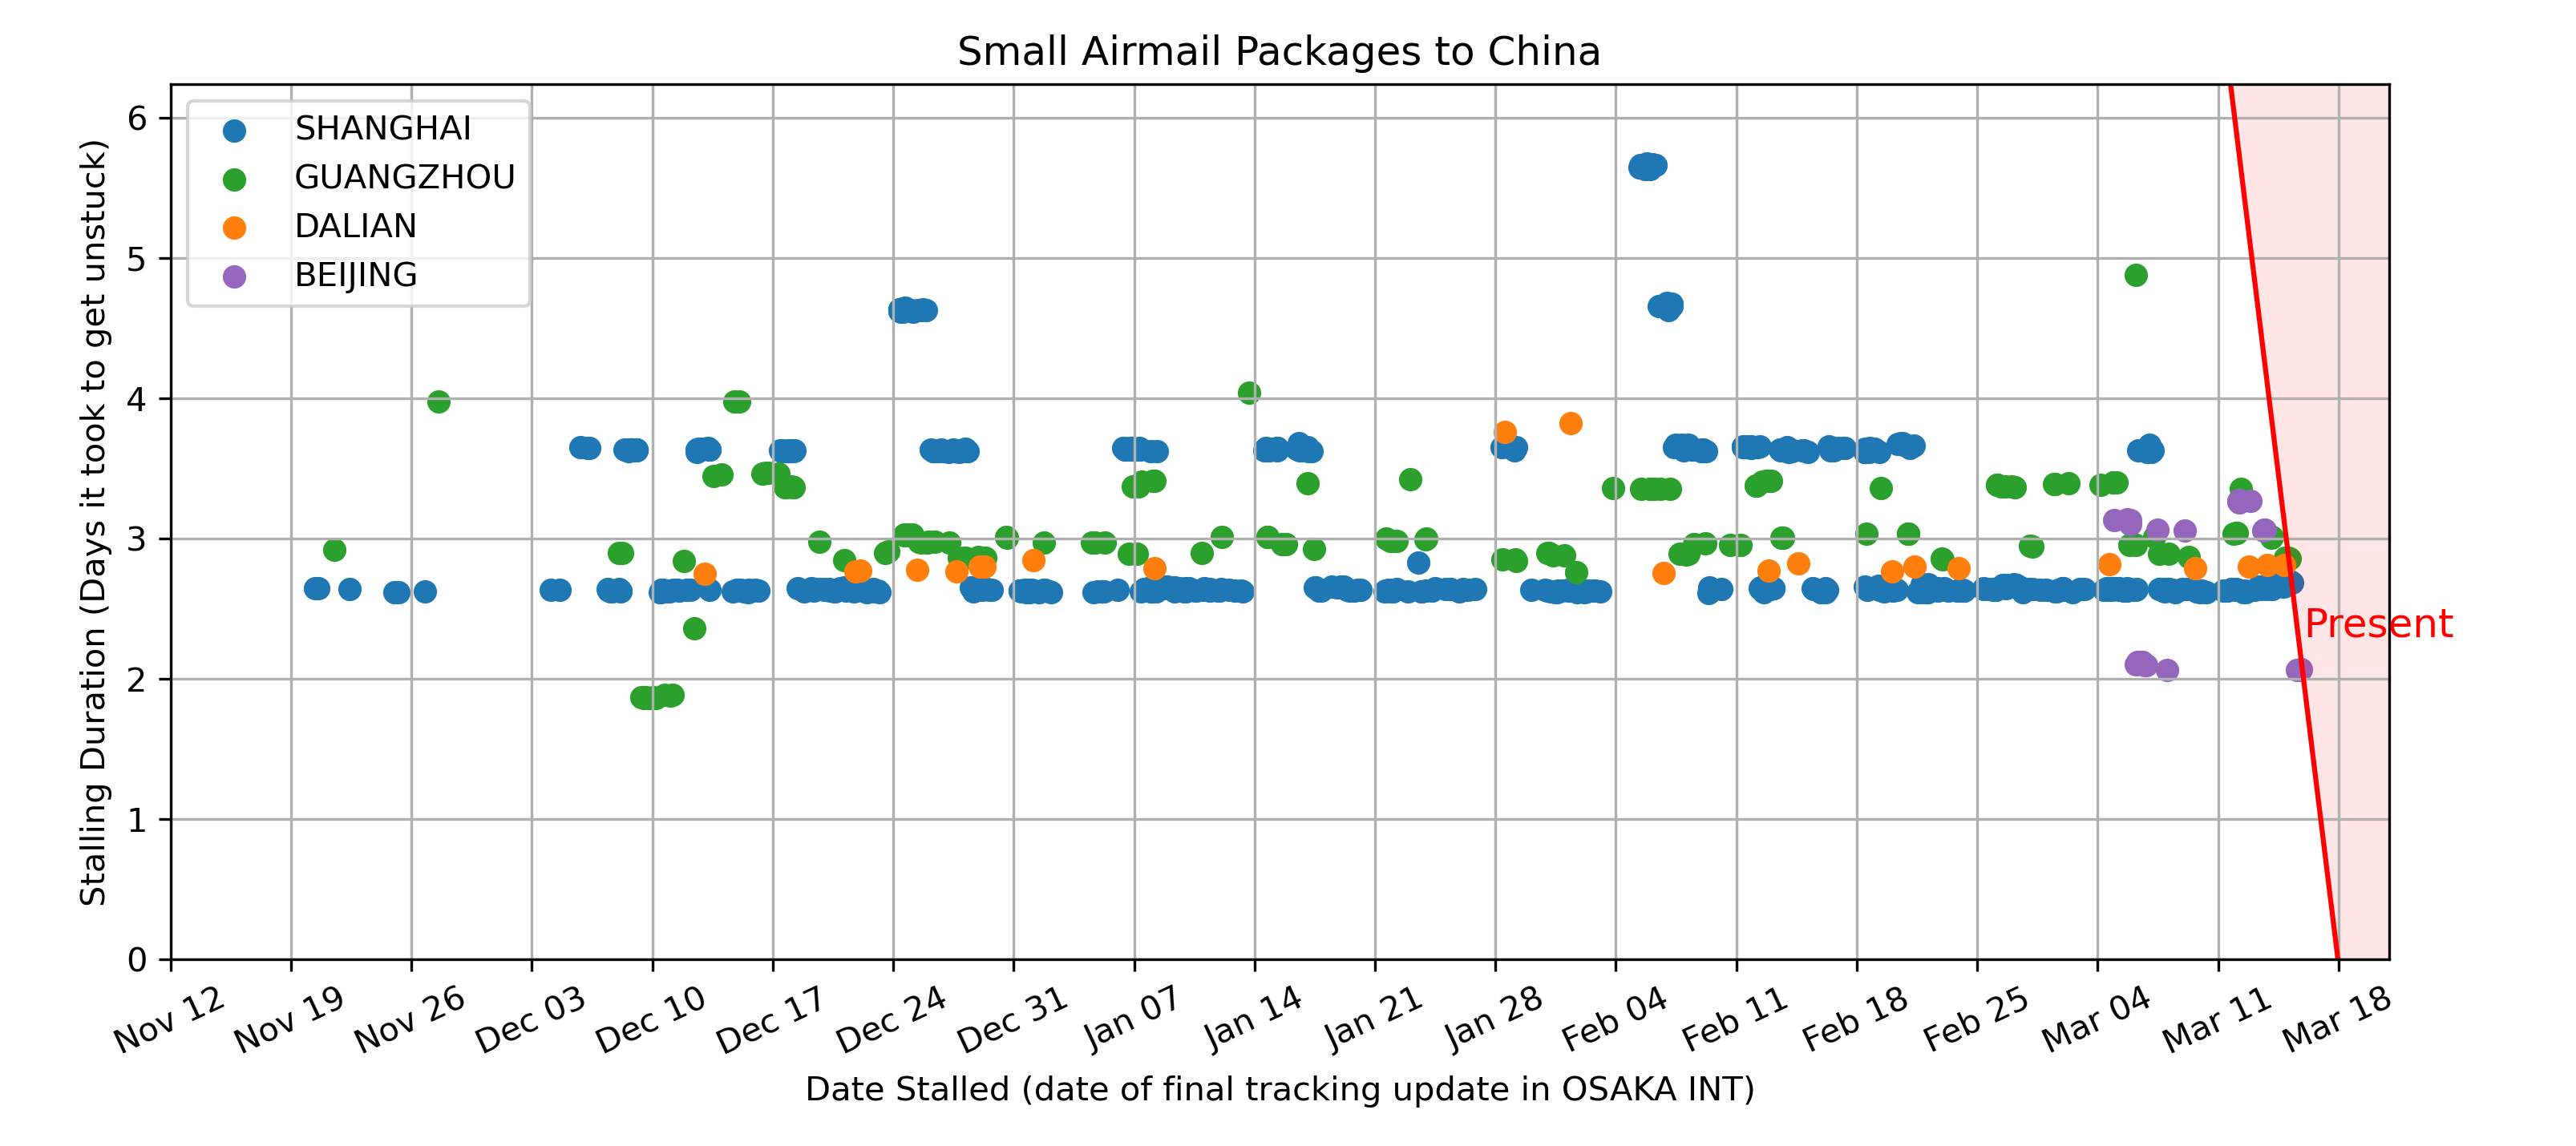 Small Airmail Packages to China
Stalling Duration (Days it took to get unstuck)
6
5
4
3
2
1
0
SHANGHAI
GUANGZHOU
DALIAN
BEIJING
Present
Nov 12
Nov 19
Nov 26
Dec 03
Dec 10
Dec 17
Dec 24
Dec 31
Jan 07
Jan 14
Jan 21
Jan 28
Feb 04
Feb 11
Feb 18
Feb 25
Mar 04
Mar 11
Mar 18
Date Stalled (date of final tracking update in OSAKA INT)